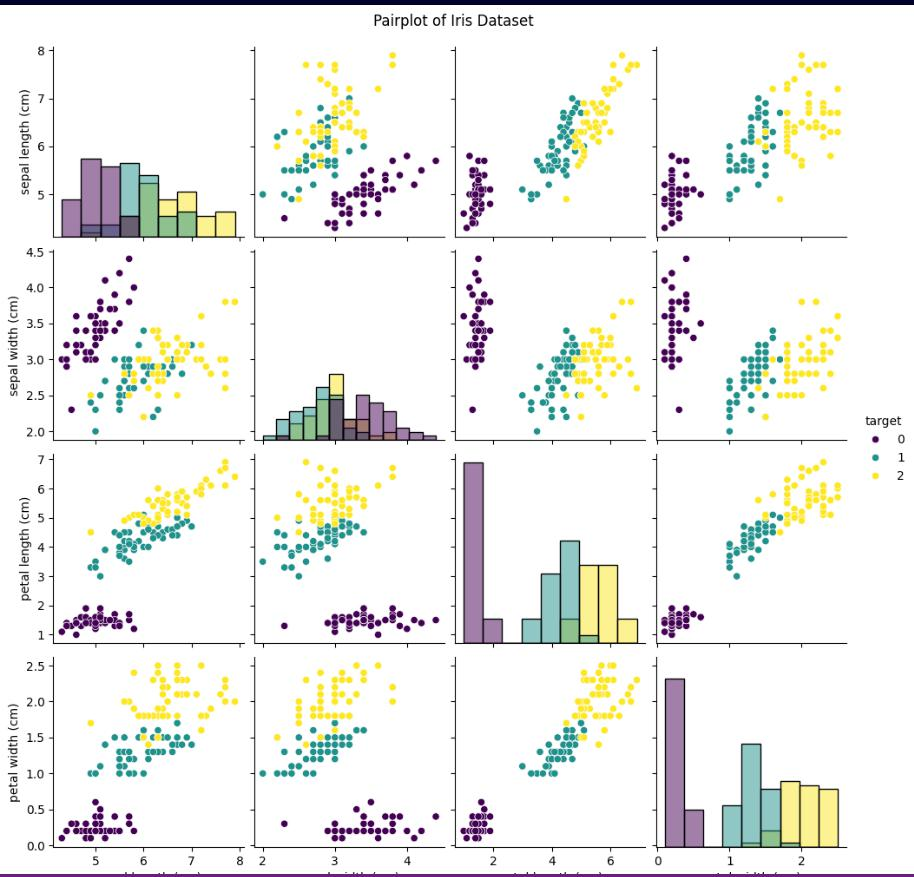 Pairplot of Iris Dataset
8
7
6
5
sepal length (cm)
4.5
4.0
3.5
3.0
2.5
2.0
sepal width (cm)
target
0
1
2
7
6
5
4
3
2
1
petal length (cm)
2.5
2.0
1.5
1.0
0.5
0.0
petal width (cm)
5 6 7 8
2 3 4
2 4 6
0 1 2